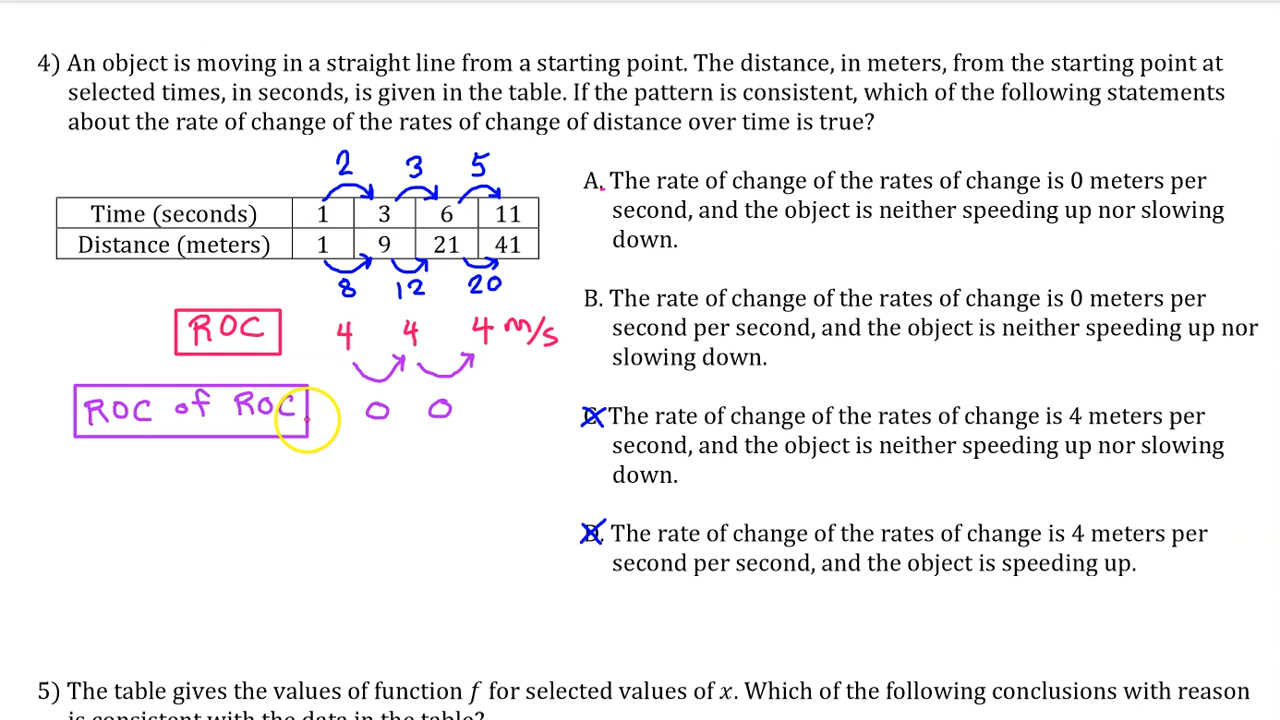 4) An object is moving in a straight line from a starting point. The distance, in meters, from the starting point at
selected times, in seconds, is given in the table. If the pattern is consistent, which of the following statements
about the rate of change of the rates of change of distance over time is true?
2 3 5
Time (seconds) 1 3 6 11
Distance (meters) 1 9 21 41
8 12 20
ROC 4 4 4 m/s
ROC of ROC 0 0
A. The rate of change of the rates of change is 0 meters per
second, and the object is neither speeding up nor slowing
down.
B. The rate of change of the rates of change is 0 meters per
second per second, and the object is neither speeding up nor
slowing down.
C. The rate of change of the rates of change is 4 meters per
second, and the object is neither speeding up nor slowing
down.
D. The rate of change of the rates of change is 4 meters per
second per second, and the object is speeding up.
5) The table gives the values of function f for selected values of x. Which of the following conclusions with reason
is consistent with the data in the table?